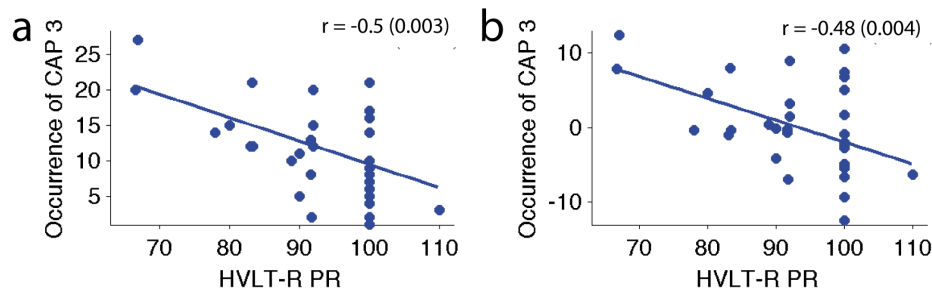 a
r = -0.5 (0.003)
Occurrence of CAP 3
25
20
15
10
5
70 80 90 100 110
HVLT-R PR
b
r = -0.48 (0.004)
Occurrence of CAP 3
10
0
-10
70 80 90 100 110
HVLT-R PR